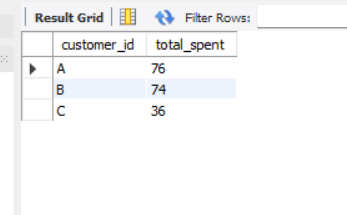 Result Grid Filter Rows:
customer_id total_spent
A 76
B 74
C 36